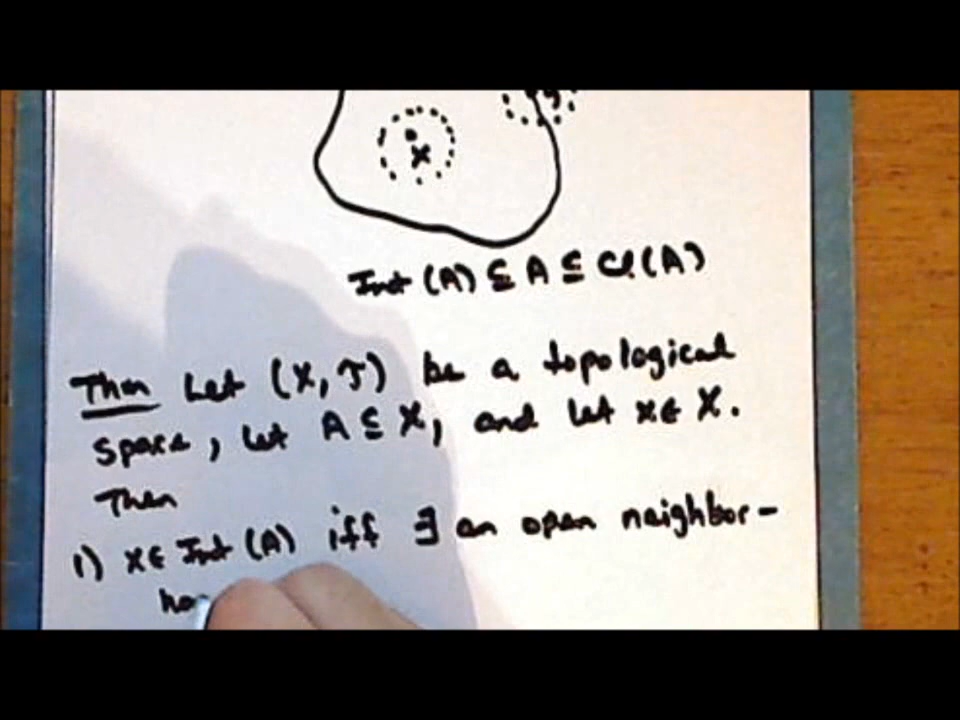 y
x
Int (A) ⊆ A ⊆ Cl(A)
Thm Let (X, 𝒯) be a topological
space, let A ⊆ X, and let x ∈ X.
Then
1) x ∈ Int (A) iff ∃ an open neighbor-